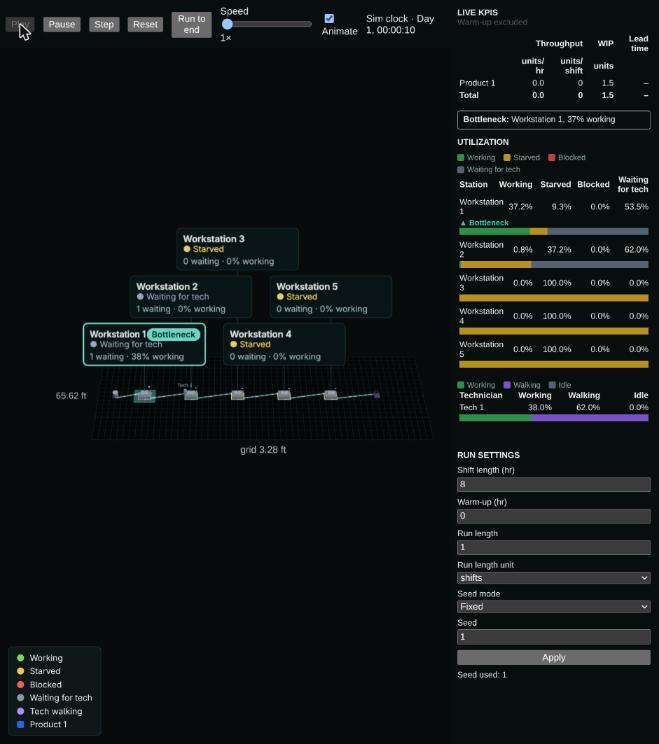 Play
Pause
Step
Reset
Run to
end
Speed
1×
Animate
Sim clock · Day
1, 00:00:10
Workstation 3
Starved
0 waiting · 0% working
Workstation 2
Waiting for tech
1 waiting · 0% working
Workstation 5
Starved
0 waiting · 0% working
Workstation 1 Bottleneck
Waiting for tech
1 waiting · 38% working
Workstation 4
Starved
0 waiting · 0% working
65.62 ft
grid 3.28 ft
Working
Starved
Blocked
Waiting for tech
Tech walking
Product 1
LIVE KPIS
Warm-up excluded
Throughput WIP Lead time
units/hr units/shift units
Product 1 0.0 0 1.5 –
Total 0.0 0 1.5 –
Bottleneck: Workstation 1, 37% working
UTILIZATION
Working Starved Blocked
Waiting for tech
Station Working Starved Blocked Waiting for tech
Workstation 1 37.2% 9.3% 0.0% 53.5%
▲ Bottleneck
Workstation 2 0.8% 37.2% 0.0% 62.0%
Workstation 3 0.0% 100.0% 0.0% 0.0%
Workstation 4 0.0% 100.0% 0.0% 0.0%
Workstation 5 0.0% 100.0% 0.0% 0.0%
Working Walking Idle
Technician Working Walking Idle
Tech 1 38.0% 62.0% 0.0%
RUN SETTINGS
Shift length (hr)
8
Warm-up (hr)
0
Run length
1
Run length unit
shifts
Seed mode
Fixed
Seed
1
Apply
Seed used: 1